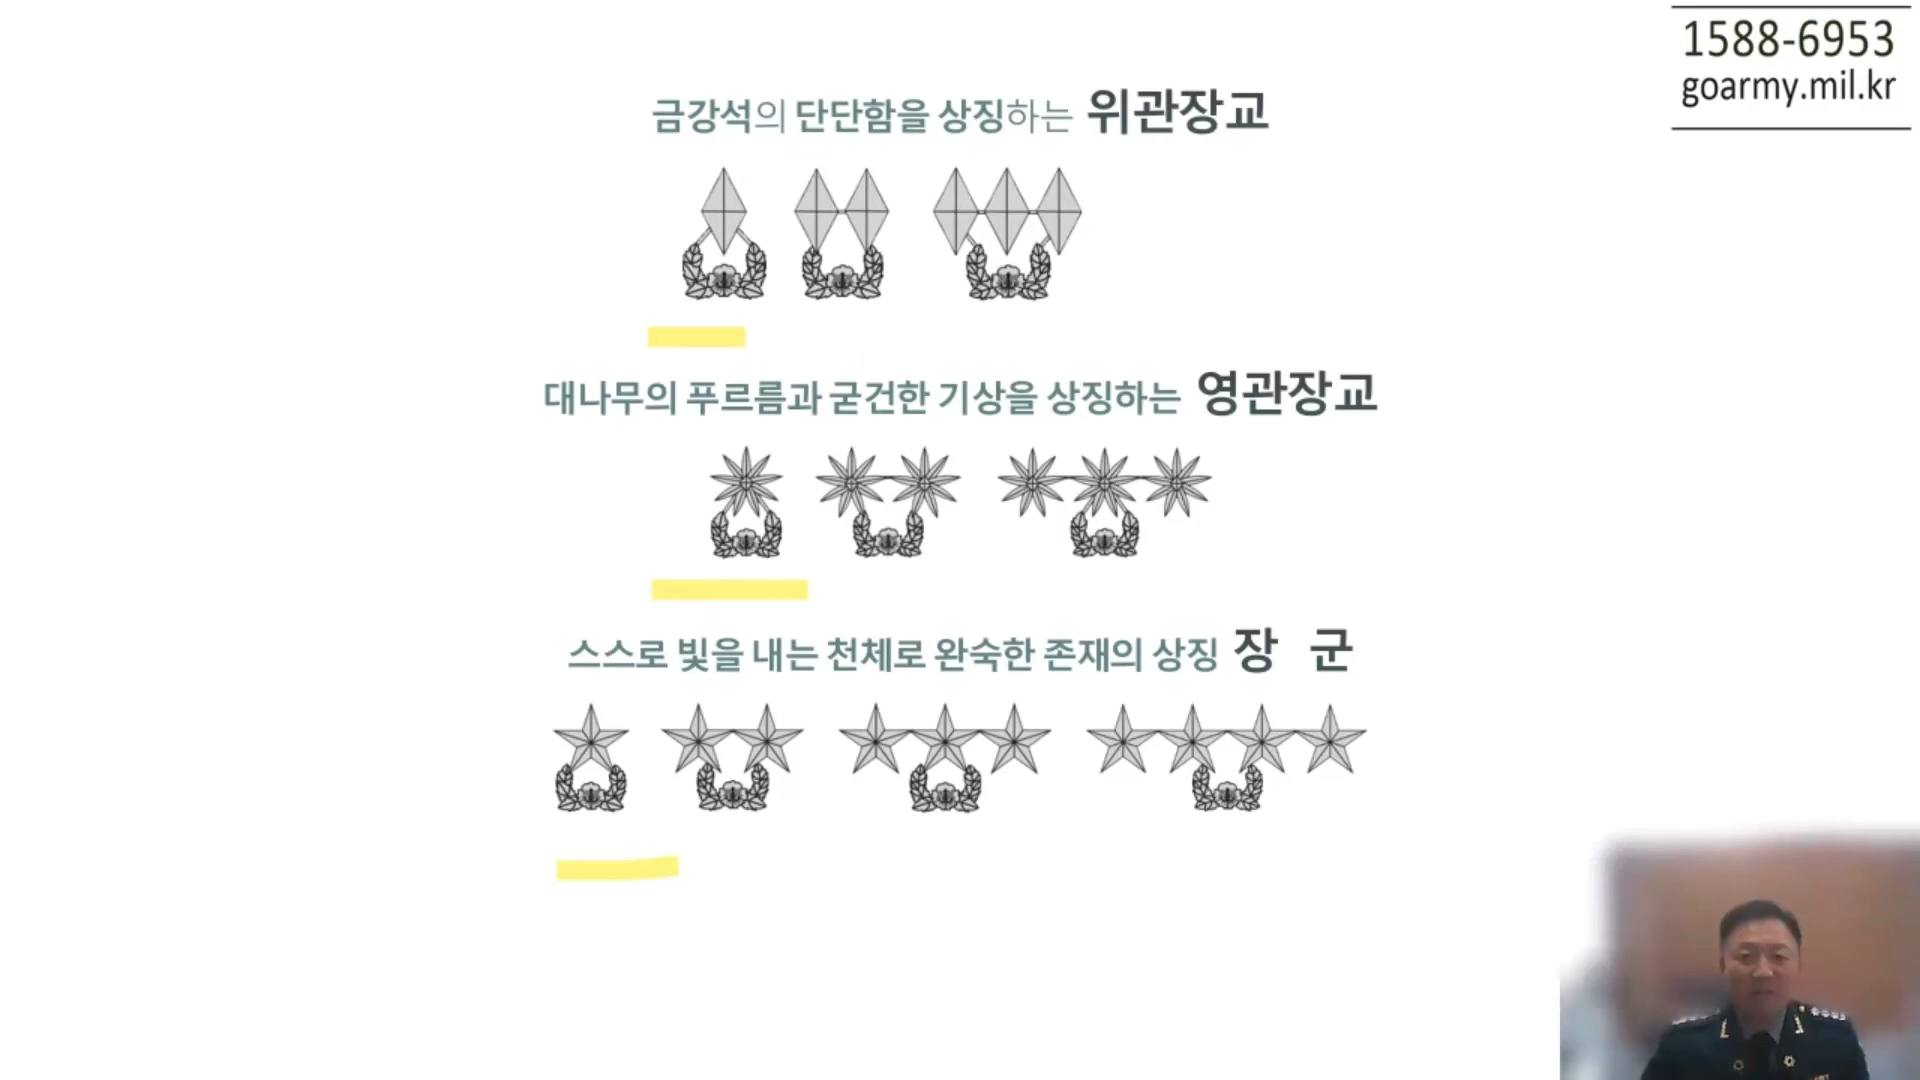 1588-6953
goarmy.mil.kr
금강석의 단단함을 상징하는 위관장교
대나무의 푸르름과 굳건한 기상을 상징하는 영관장교
스스로 빛을 내는 천체로 완숙한 존재의 상징 장 군